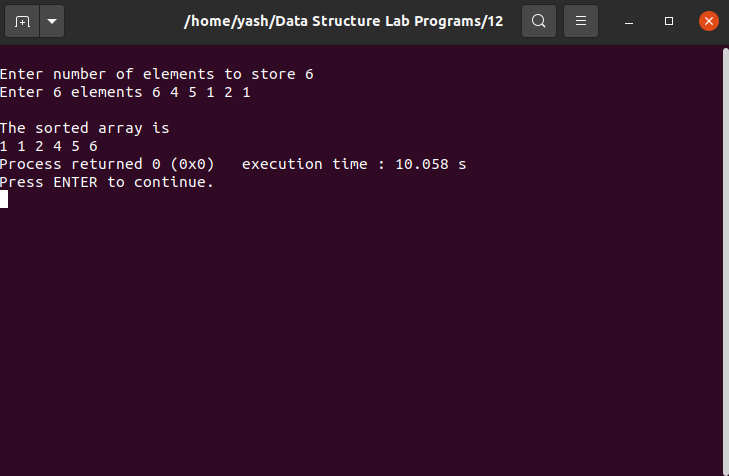 /home/yash/Data Structure Lab Programs/12
Enter number of elements to store 6
Enter 6 elements 6 4 5 1 2 1
The sorted array is
1 1 2 4 5 6
Process returned 0 (0x0)   execution time : 10.058 s
Press ENTER to continue.